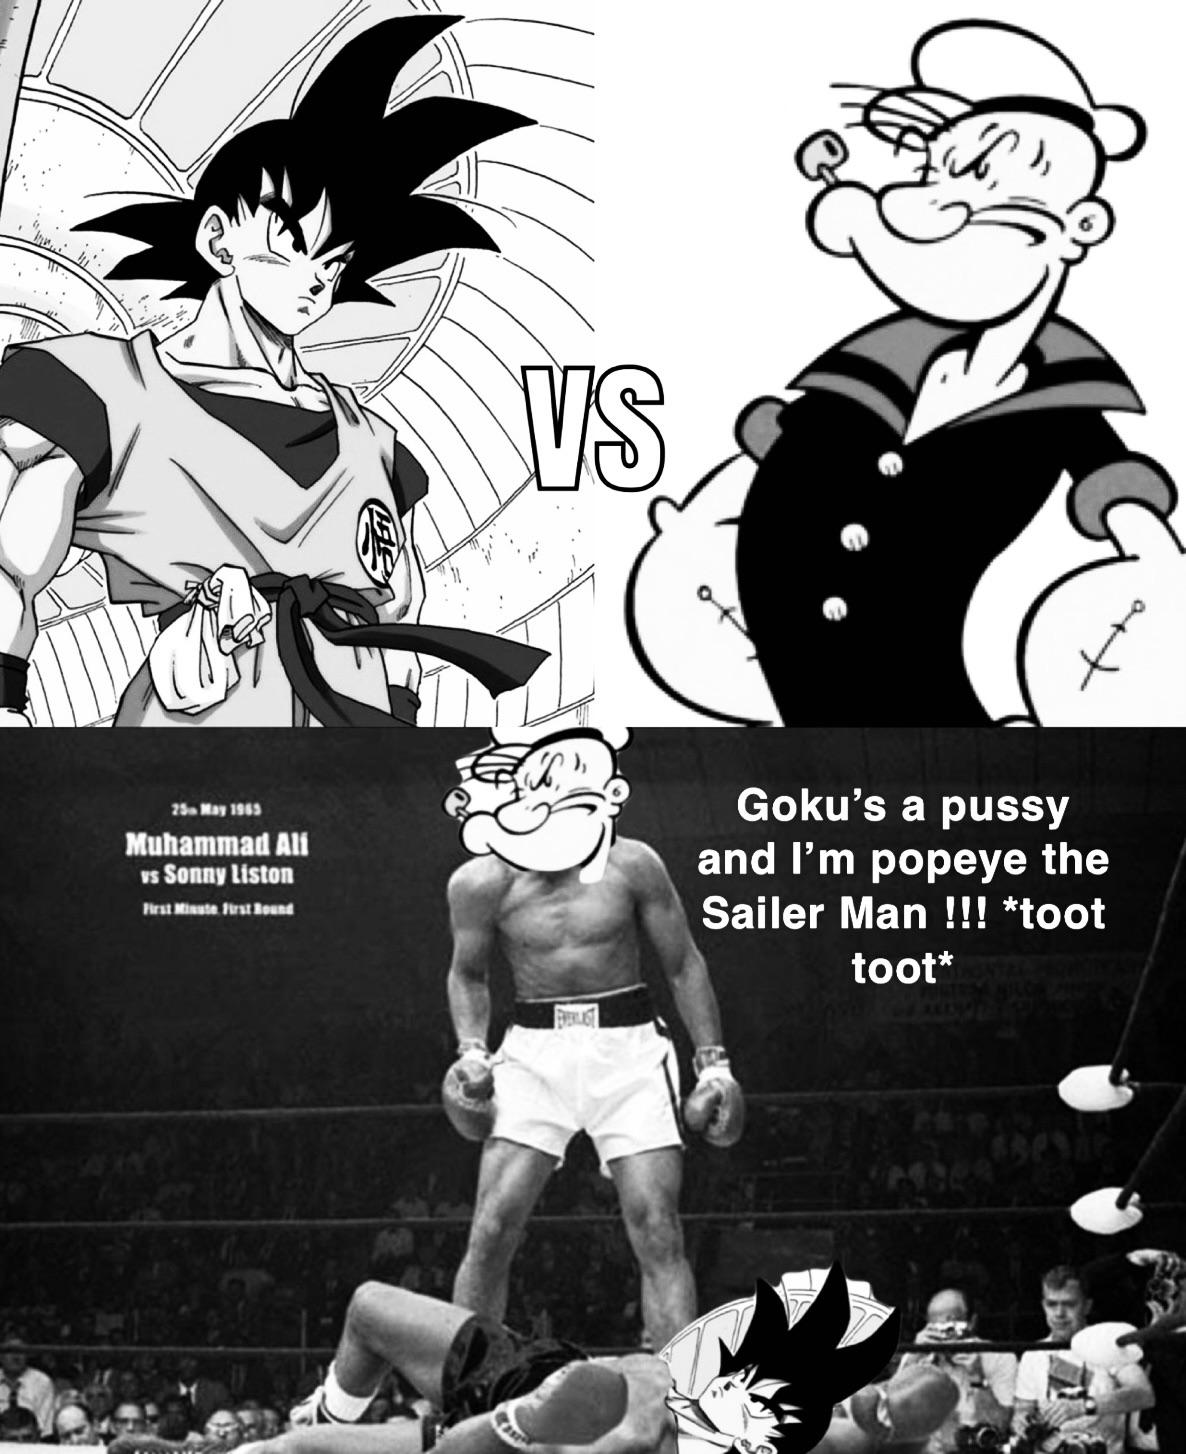 悟
VS
25th May 1965
Muhammad Ali
vs Sonny Liston
First Minute, First Round
Goku's a pussy
and I'm popeye the
Sailer Man !!! *toot
toot*
EVERLAST